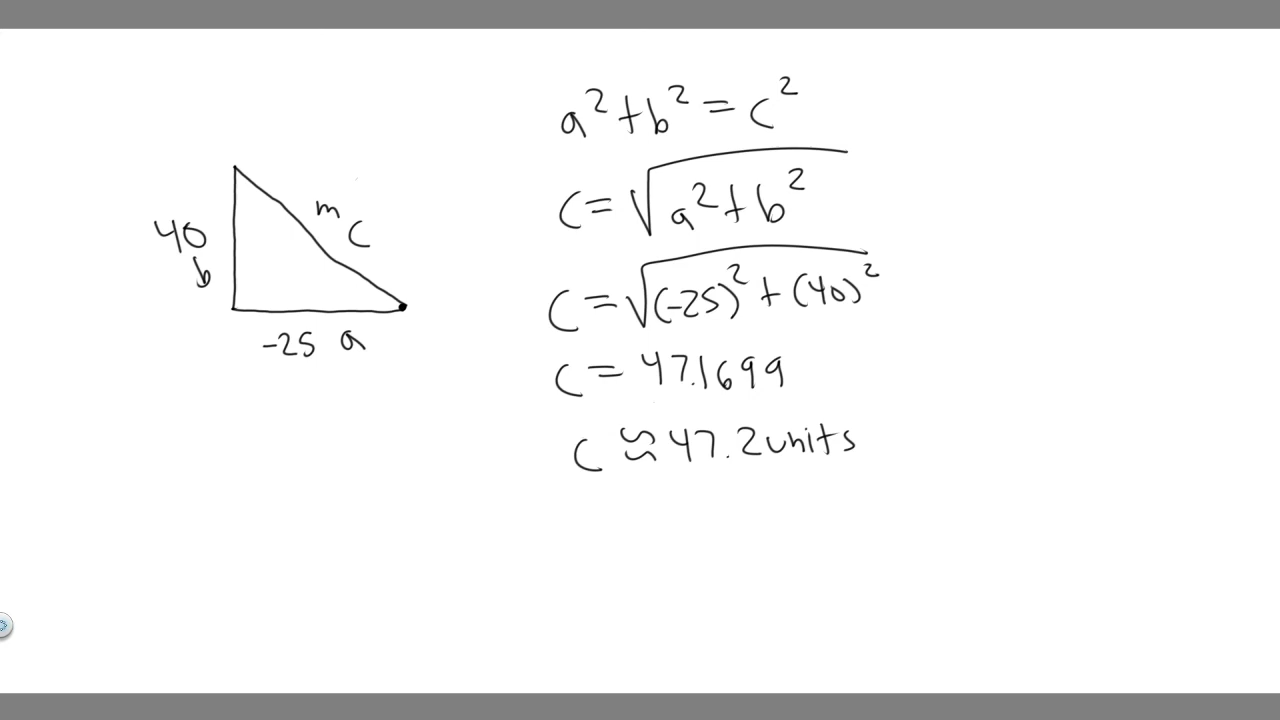 a² + b² = c²
c = √(a² + b²)
m
c
40
b
c = √((-25)² + (40)²)
-25 a
c = 47.1699
c ≈ 47.2 units